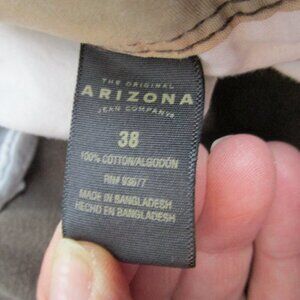 THE ORIGINAL
ARIZONA
JEAN COMPANY
38
100% COTTON/ALGODÓN
RN# 93677
MADE IN BANGLADESH
HECHO EN BANGLADESH